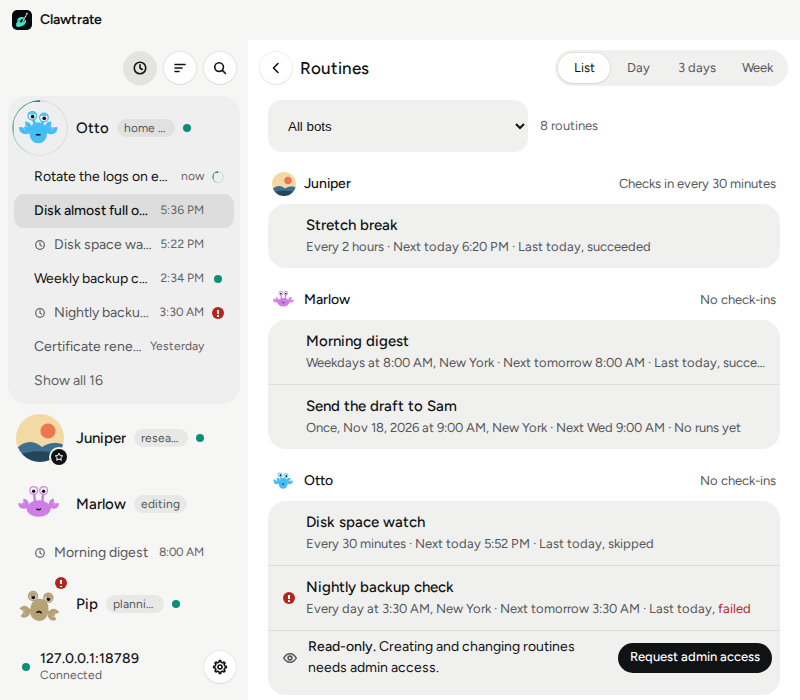 Clawtrate
Otto home ...
Rotate the logs on e... now
Disk almost full o... 5:36 PM
Disk space wa... 5:22 PM
Weekly backup c... 2:34 PM
Nightly backu... 3:30 AM
Certificate rene... Yesterday
Show all 16
Juniper resea...
Marlow editing
Morning digest 8:00 AM
Pip planni...
127.0.0.1:18789
Connected
Routines
List Day 3 days Week
All bots 8 routines
Juniper Checks in every 30 minutes
Stretch break
Every 2 hours · Next today 6:20 PM · Last today, succeeded
Marlow No check-ins
Morning digest
Weekdays at 8:00 AM, New York · Next tomorrow 8:00 AM · Last today, succe...
Send the draft to Sam
Once, Nov 18, 2026 at 9:00 AM, New York · Next Wed 9:00 AM · No runs yet
Otto No check-ins
Disk space watch
Every 30 minutes · Next today 5:52 PM · Last today, skipped
Nightly backup check
Every day at 3:30 AM, New York · Next tomorrow 3:30 AM · Last today, failed
Read-only. Creating and changing routines
needs admin access.
Request admin access